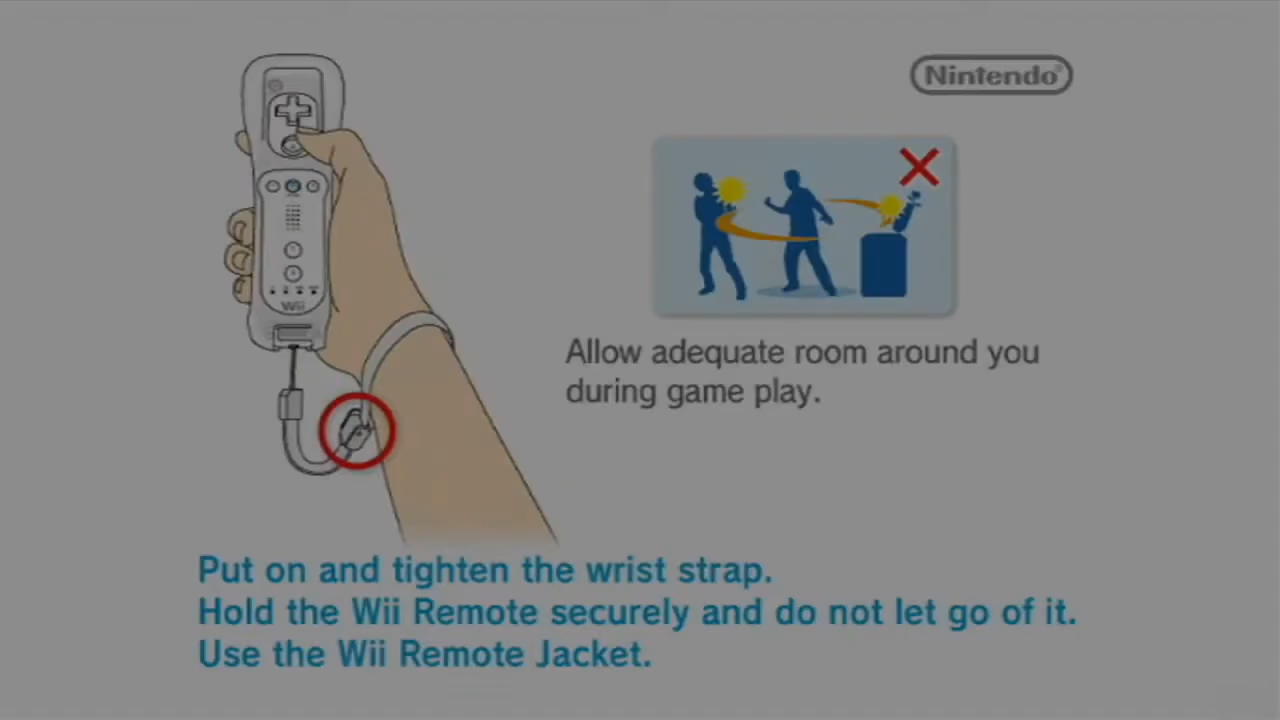 Nintendo®
Wii
Allow adequate room around you
during game play.
Put on and tighten the wrist strap.
Hold the Wii Remote securely and do not let go of it.
Use the Wii Remote Jacket.